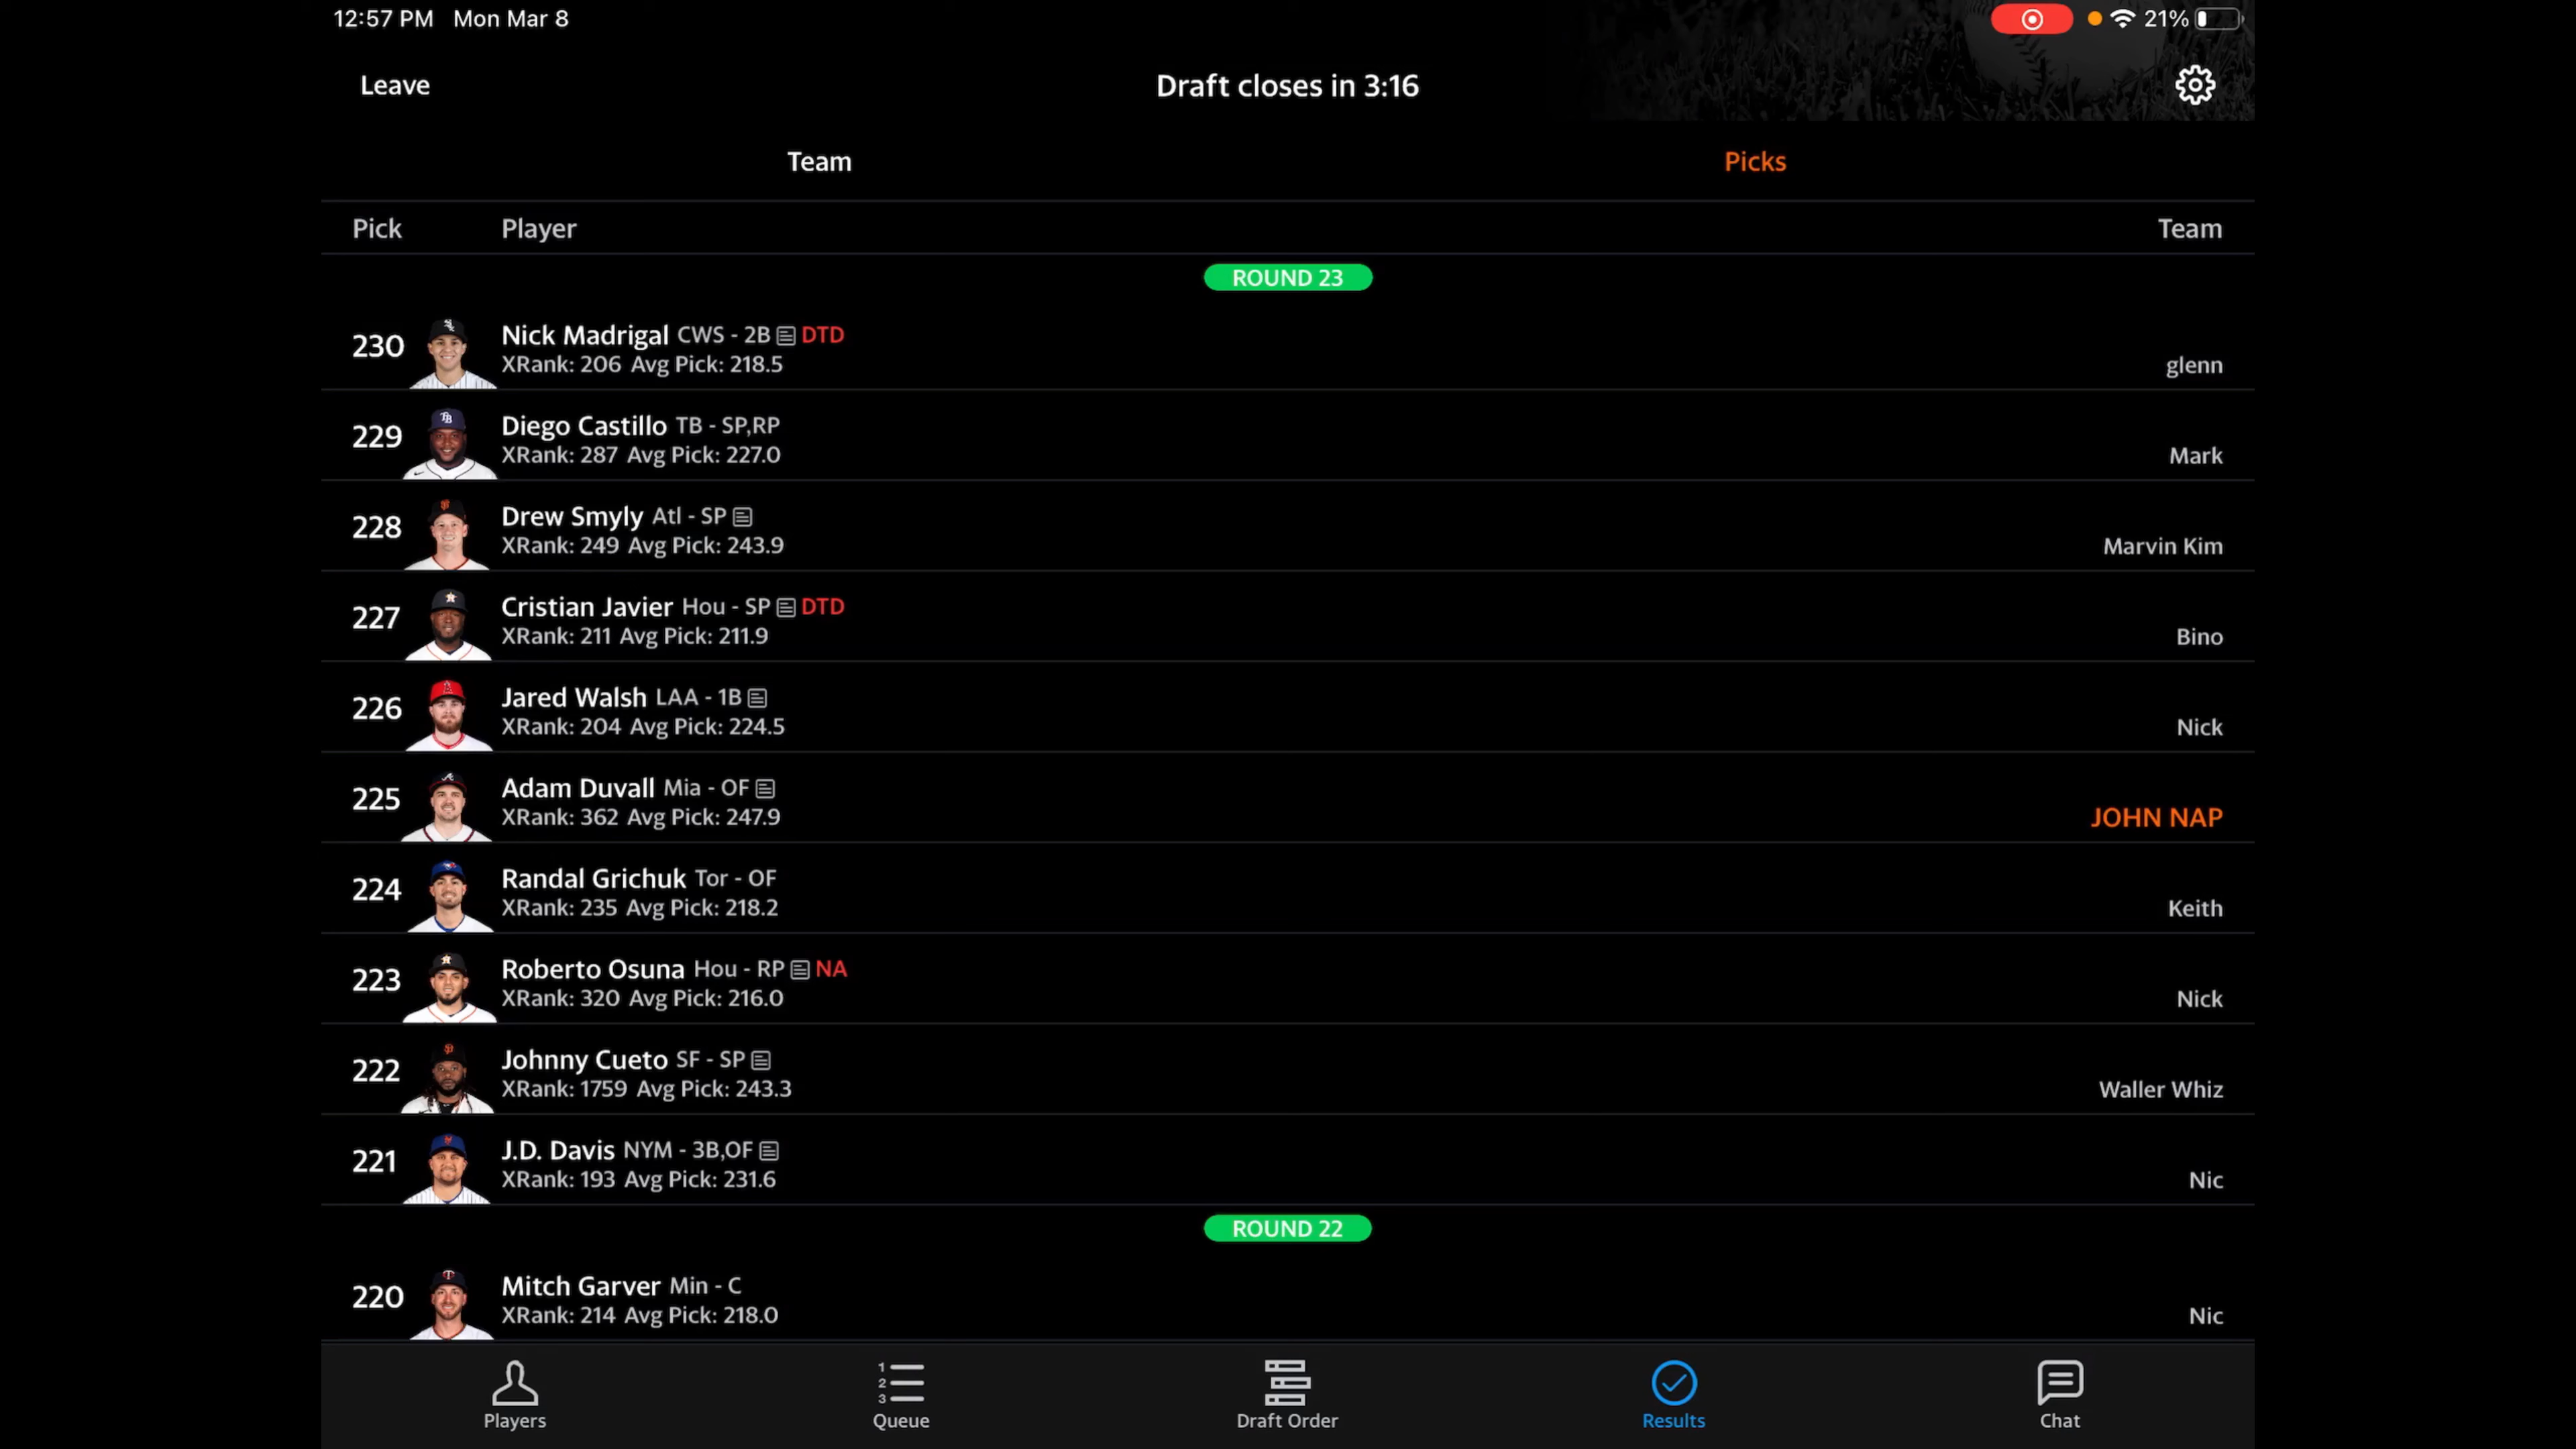 12:57 PM Mon Mar 8
21%
Leave
Draft closes in 3:16
Team
Picks
Pick Player Team
ROUND 23
230 Nick Madrigal CWS - 2B DTD
XRank: 206 Avg Pick: 218.5
glenn
229 Diego Castillo TB - SP,RP
XRank: 287 Avg Pick: 227.0
Mark
228 Drew Smyly Atl - SP
XRank: 249 Avg Pick: 243.9
Marvin Kim
227 Cristian Javier Hou - SP DTD
XRank: 211 Avg Pick: 211.9
Bino
226 Jared Walsh LAA - 1B
XRank: 204 Avg Pick: 224.5
Nick
225 Adam Duvall Mia - OF
XRank: 362 Avg Pick: 247.9
JOHN NAP
224 Randal Grichuk Tor - OF
XRank: 235 Avg Pick: 218.2
Keith
223 Roberto Osuna Hou - RP NA
XRank: 320 Avg Pick: 216.0
Nick
222 Johnny Cueto SF - SP
XRank: 1759 Avg Pick: 243.3
Waller Whiz
221 J.D. Davis NYM - 3B,OF
XRank: 193 Avg Pick: 231.6
Nic
ROUND 22
220 Mitch Garver Min - C
XRank: 214 Avg Pick: 218.0
Nic
Players
Queue
Draft Order
Results
Chat